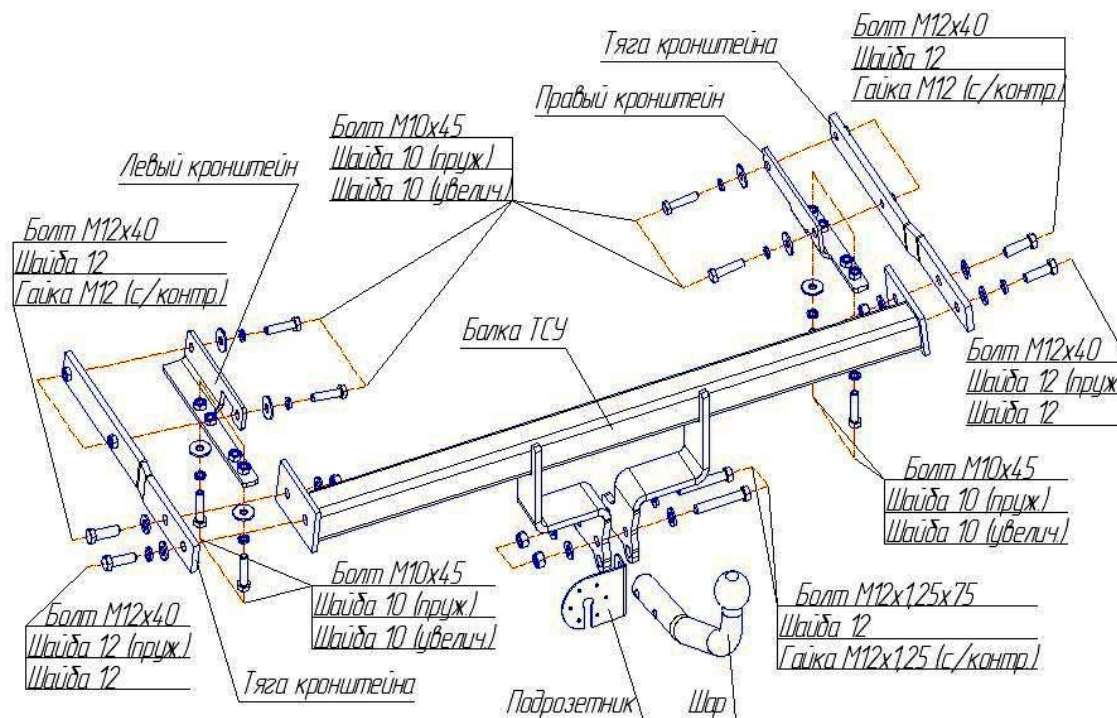 Болт М12х40
Шайба 12
Гайка М12 (с/контр.)
Тяга кронштейна
Правый кронштейн
Болт М10х45
Шайба 10 (пруж.)
Шайба 10 (увелич.)
Левый кронштейн
Болт М12х40
Шайба 12
Гайка М12 (с/контр.)
Балка ТСУ
Болт М12х40
Шайба 12 (пруж
Шайба 12
Болт М10х45
Шайба 10 (пруж.)
Шайба 10 (увелич.)
Болт М10х45
Шайба 10 (пруж.)
Шайба 10 (увелич.)
Болт М12х1,25х75
Шайба 12
Гайка М12х1,25 (с/контр.)
Болт М12х40
Шайба 12 (пруж.)
Шайба 12
Тяга кронштейна
Подрозетник
Шар